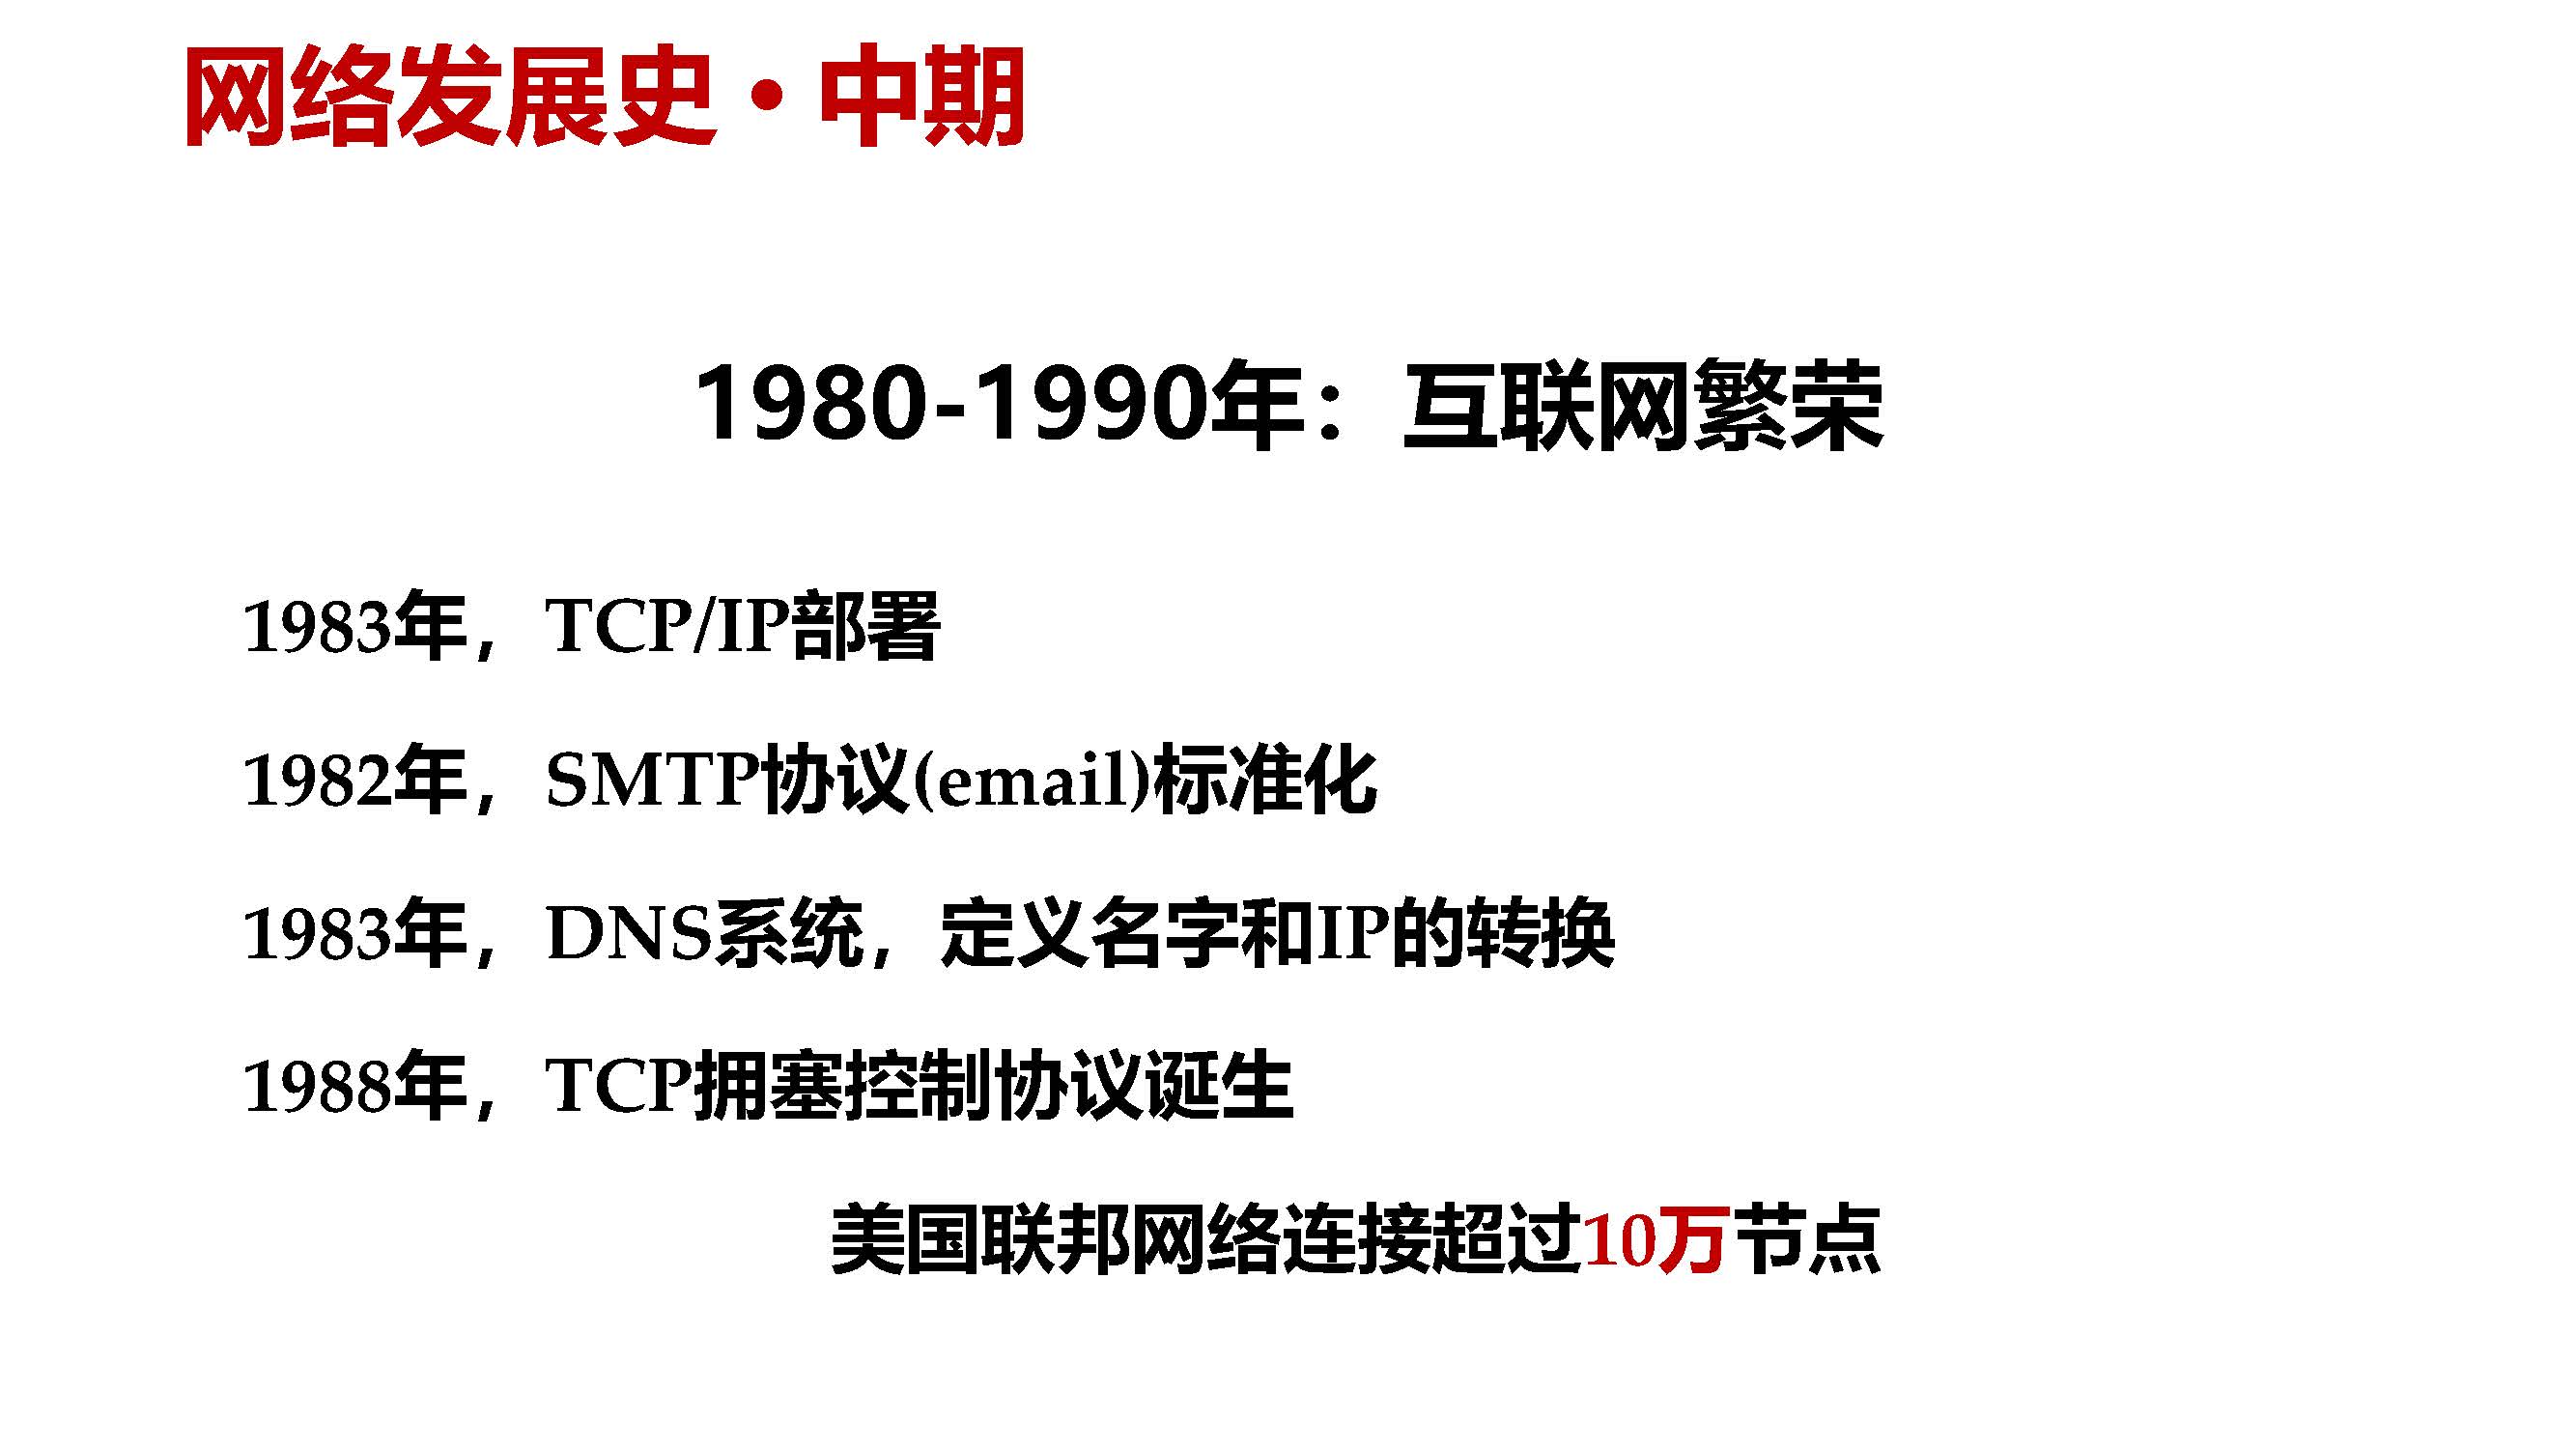 网络发展史·中期
1980-1990年：互联网繁荣
1983年，TCP/IP部署
1982年，SMTP协议(email)标准化
1983年，DNS系统，定义名字和IP的转换
1988年，TCP拥塞控制协议诞生
美国联邦网络连接超过10万节点